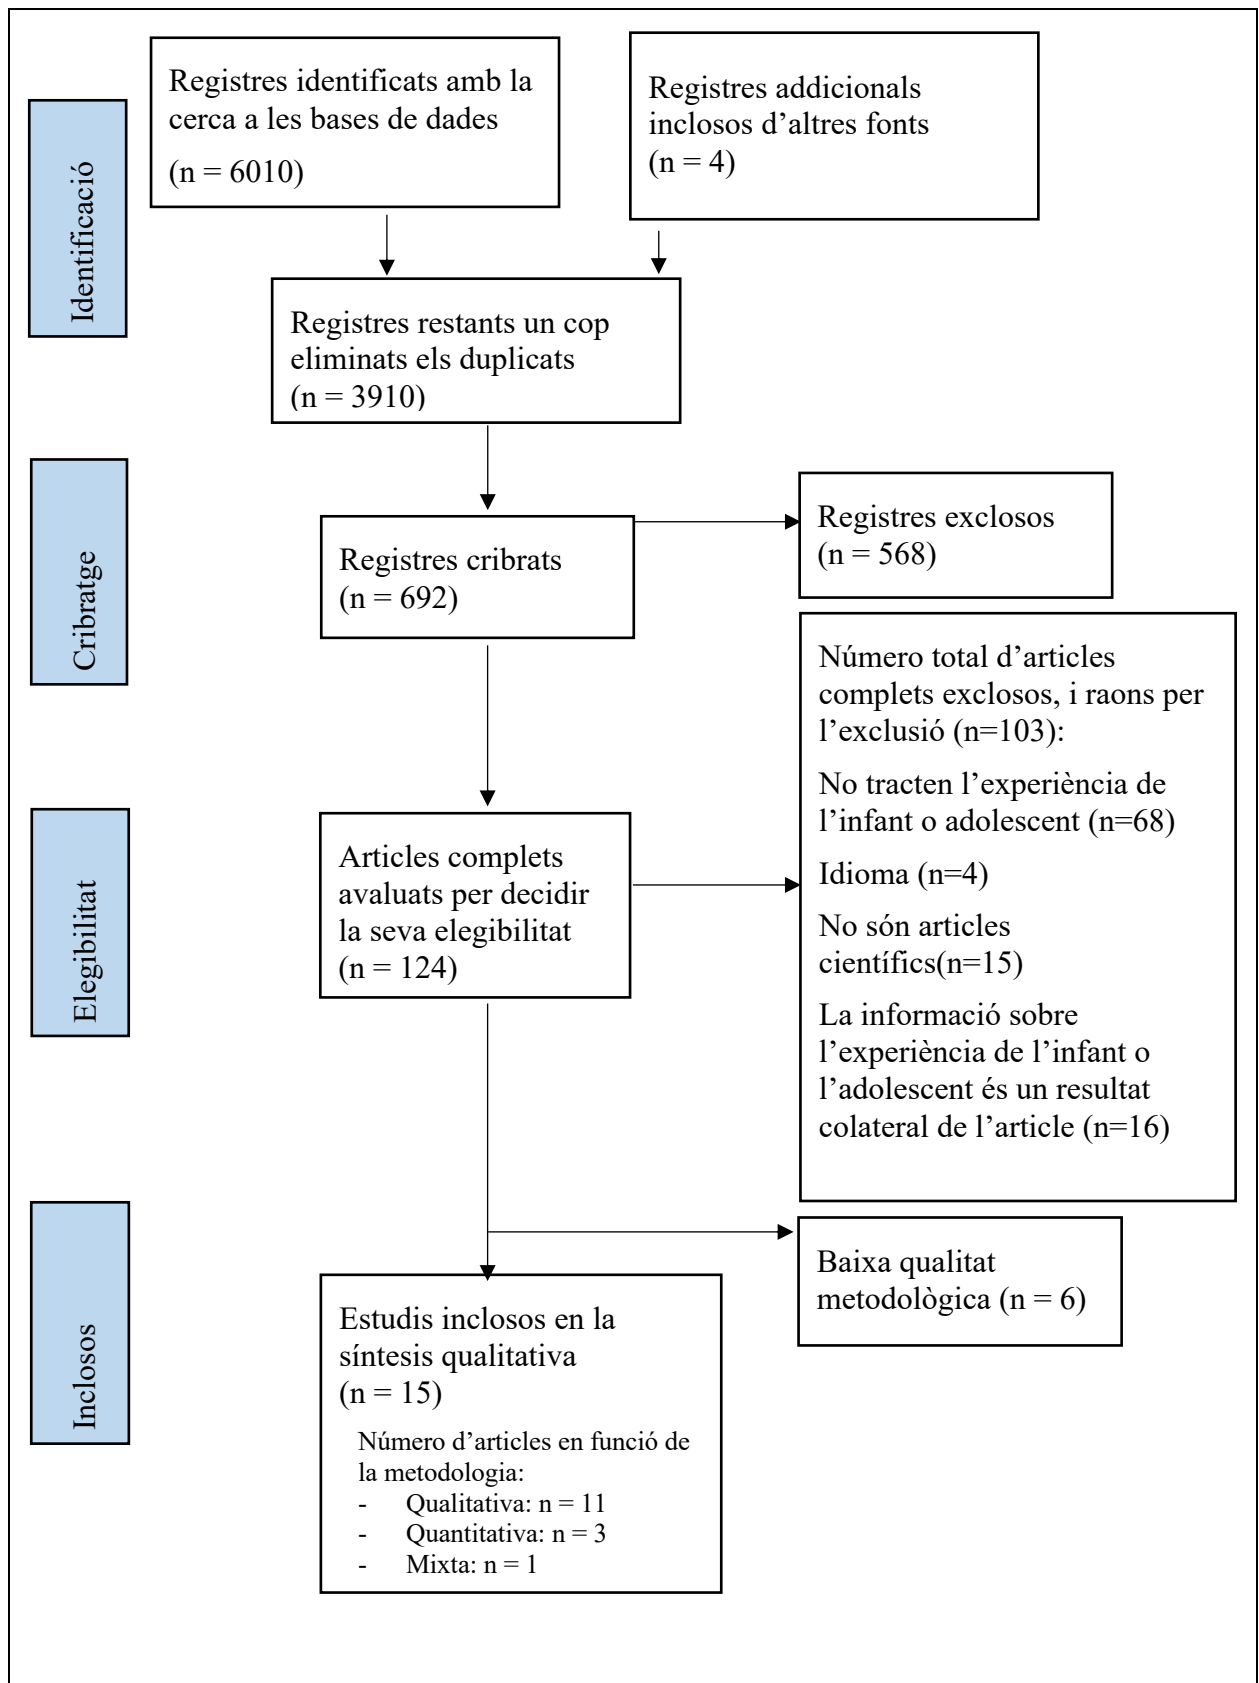 Identificació
Registres identificats amb la
cerca a les bases de dades
(n = 6010)
Registres addicionals
inclosos d’altres fonts
(n = 4)
Registres restants un cop
eliminats els duplicats
(n = 3910)
Cribratge
Registres cribrats
(n = 692)
Registres exclosos
(n = 568)
Elegibilitat
Articles complets
avaluats per decidir
la seva elegibilitat
(n = 124)
Número total d’articles
complets exclosos, i raons per
l’exclusió (n=103):
No tracten l’experiència de
l’infant o adolescent (n=68)
Idioma (n=4)
No són articles
científics(n=15)
La informació sobre
l’experiència de l’infant o
l’adolescent és un resultat
colateral de l’article (n=16)
Inclosos
Baixa qualitat
metodològica (n = 6)
Estudis inclosos en la
síntesis qualitativa
(n = 15)
Número d’articles en funció de
la metodologia:
- Qualitativa: n = 11
- Quantitativa: n = 3
- Mixta: n = 1